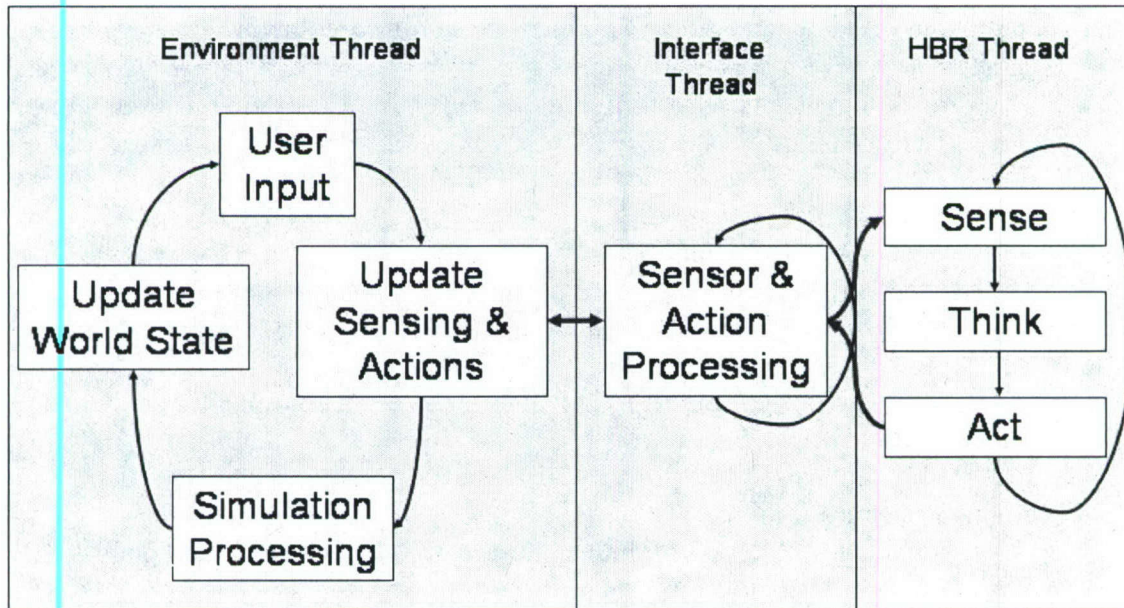 Environment Thread
Interface
Thread
HBR Thread
User
Input
Update
Sensing &
Actions
Simulation
Processing
Update
World State
Sensor &
Action
Processing
Sense
Think
Act